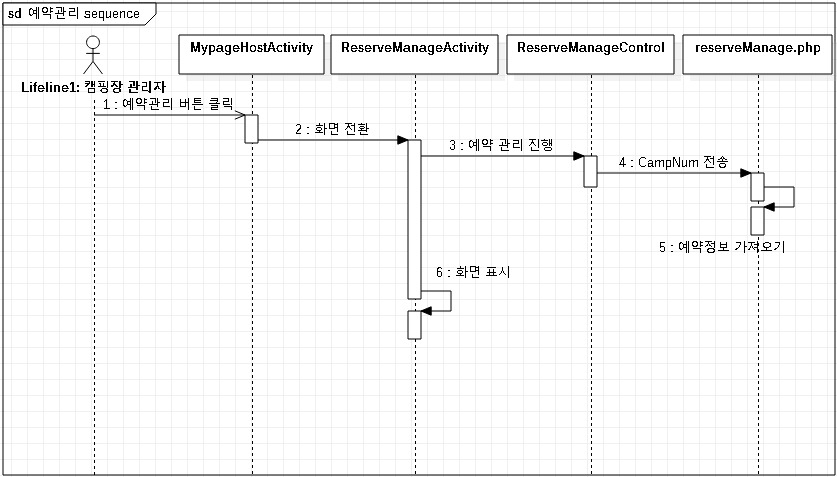 sd 예약관리 sequence
MypageHostActivity
ReserveManageActivity
ReserveManageControl
reserveManage.php
Lifeline1: 캠핑장 관리자
1 : 예약관리 버튼 클릭
2 : 화면 전환
3 : 예약 관리 진행
4 : CampNum 전송
5 : 예약정보 가져오기
6 : 화면 표시